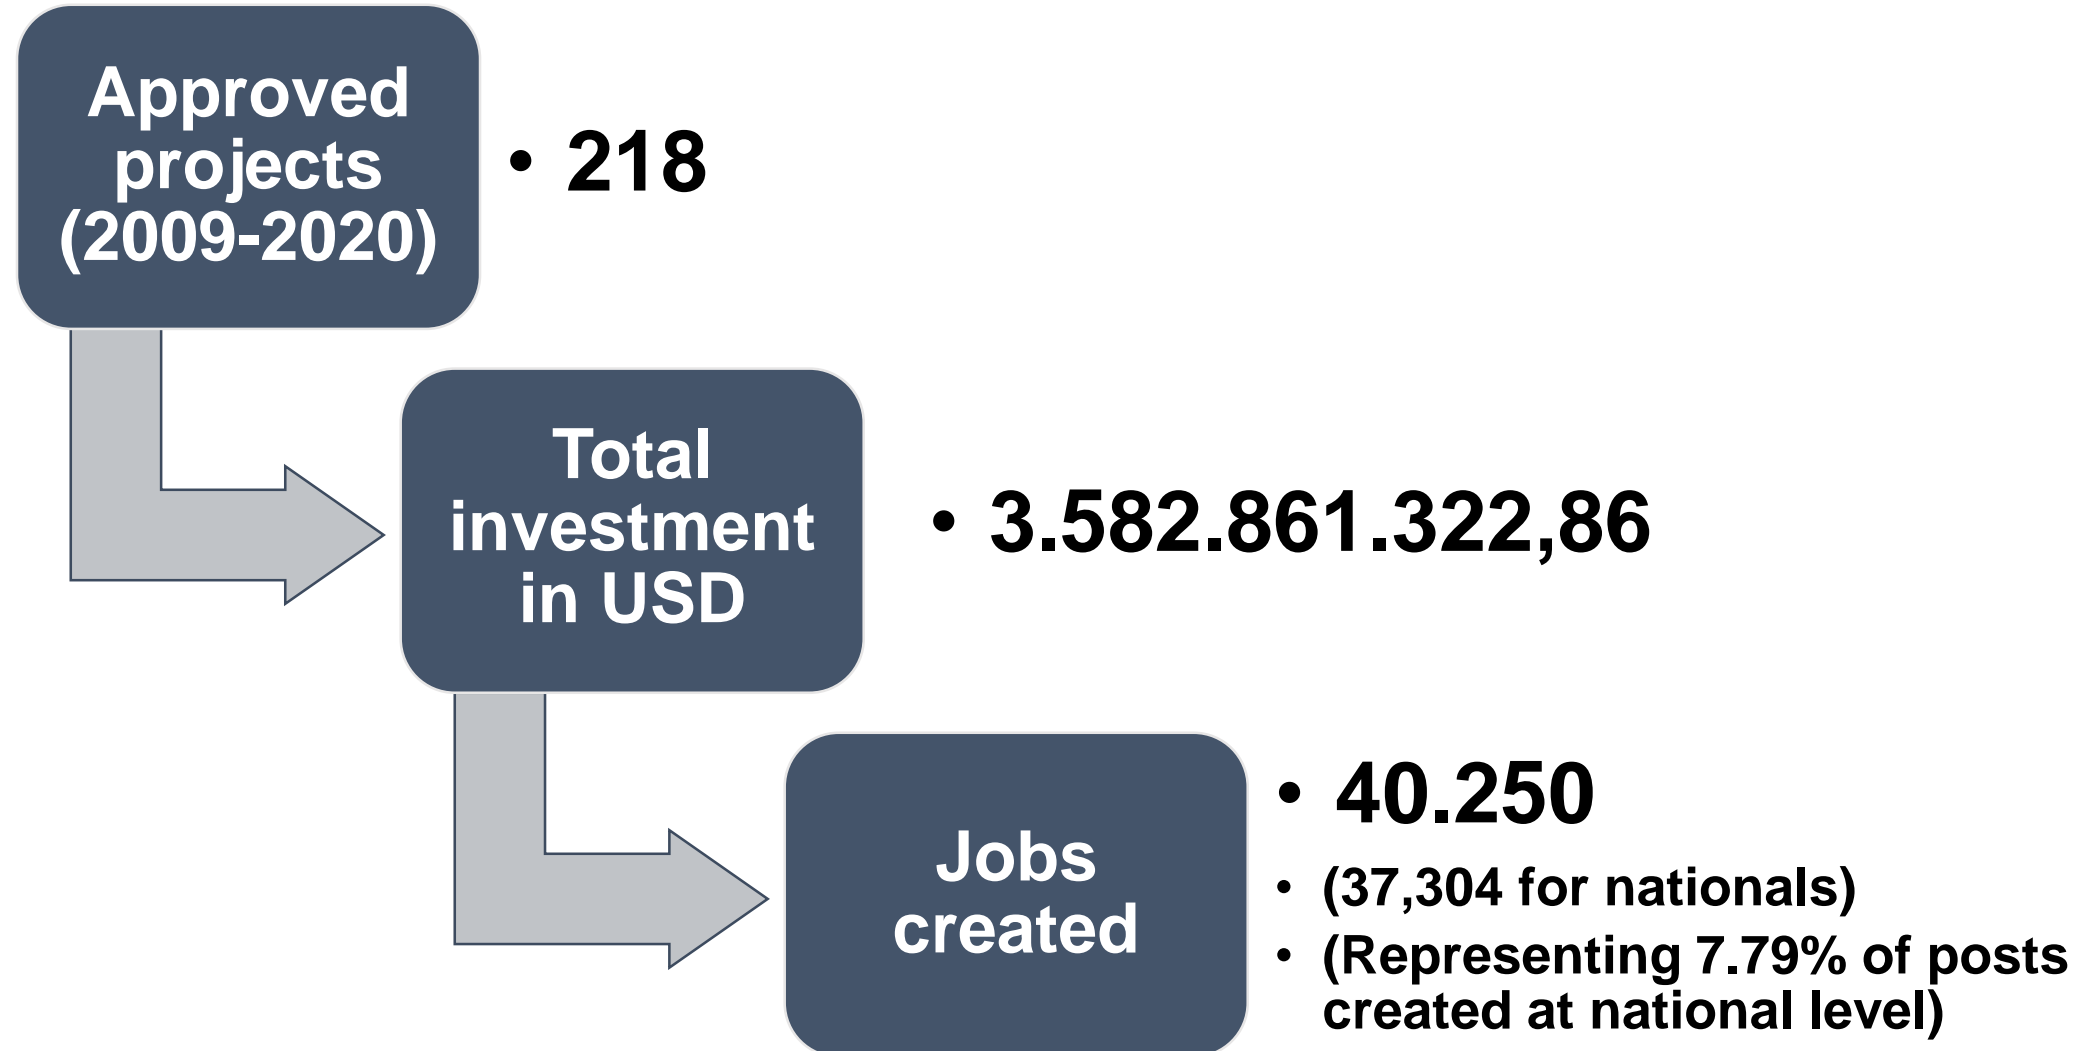 Approved
projects
(2009-2020)
• 218
Total
investment
in USD
• 3.582.861.322,86
Jobs
created
• 40.250
• (37,304 for nationals)
• (Representing 7.79% of posts
created at national level)